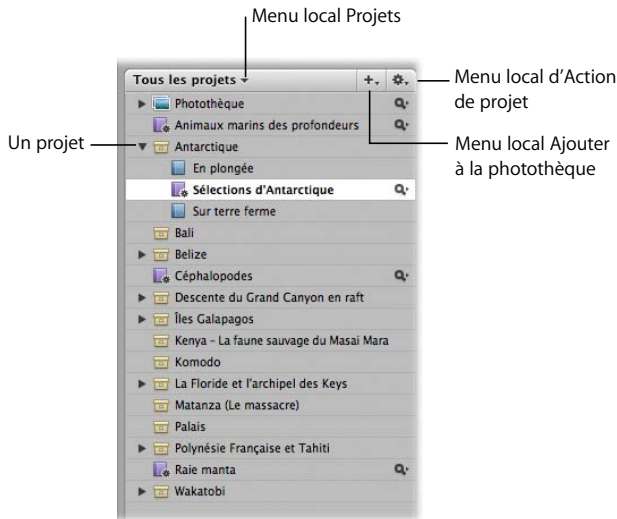 Menu local Projets
Tous les projets
Menu local d'Action
de projet
Photothèque
Animaux marins des profondeurs
Un projet
Antarctique
Menu local Ajouter
à la photothèque
En plongée
Sélections d'Antarctique
Sur terre ferme
Bali
Belize
Céphalopodes
Descente du Grand Canyon en raft
Îles Galapagos
Kenya - La faune sauvage du Masai Mara
Komodo
La Floride et l'archipel des Keys
Matanza (Le massacre)
Palais
Polynésie Française et Tahiti
Raie manta
Wakatobi